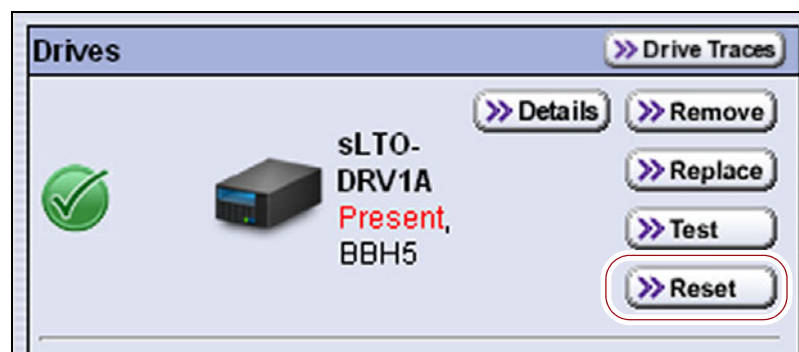 Drives
>> Drive Traces
>> Details
>> Remove
sLTO-
DRV1A
Present,
BBH5
>> Replace
>> Test
>> Reset